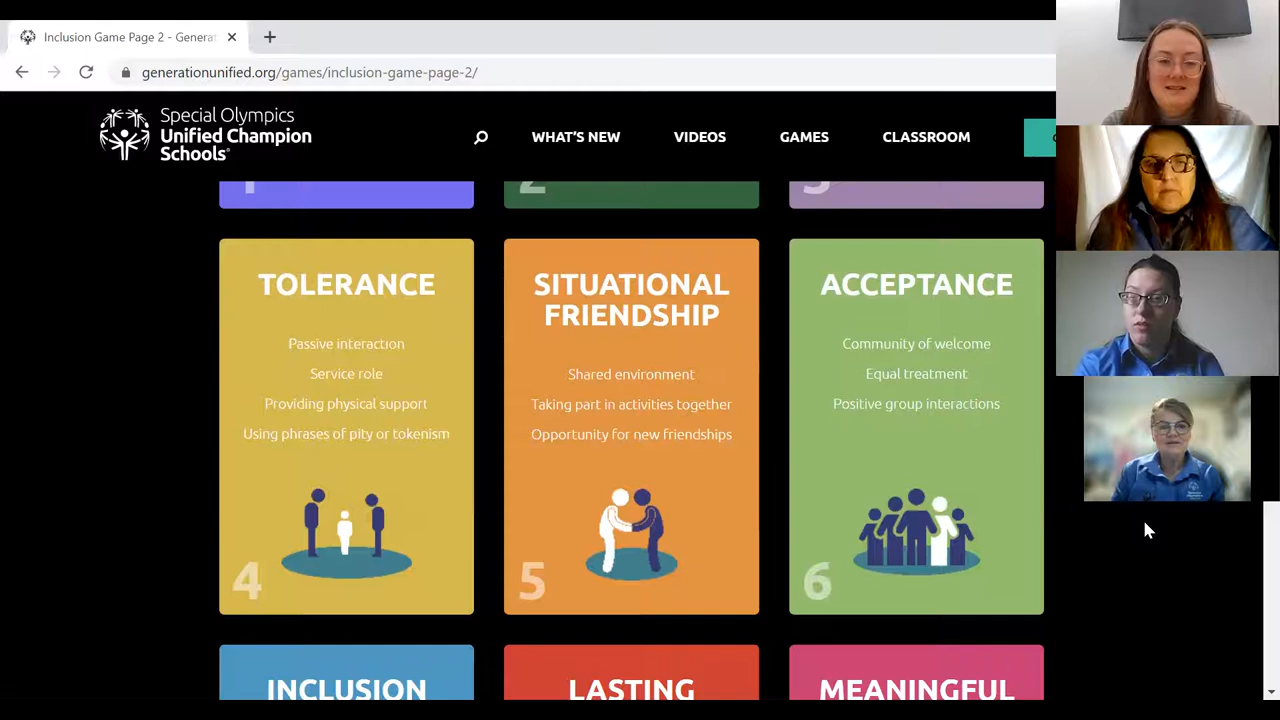 Inclusion Game Page 2 - Generat
generationunified.org/games/inclusion-game-page-2/
Special Olympics
Unified Champion
Schools®
WHAT'S NEW
VIDEOS
GAMES
CLASSROOM
1
2
3
TOLERANCE
Passive interaction
Service role
Providing physical support
Using phrases of pity or tokenism
4
SITUATIONAL
FRIENDSHIP
Shared environment
Taking part in activities together
Opportunity for new friendships
5
ACCEPTANCE
Community of welcome
Equal treatment
Positive group interactions
6
INCLUSION
LASTING
MEANINGFUL